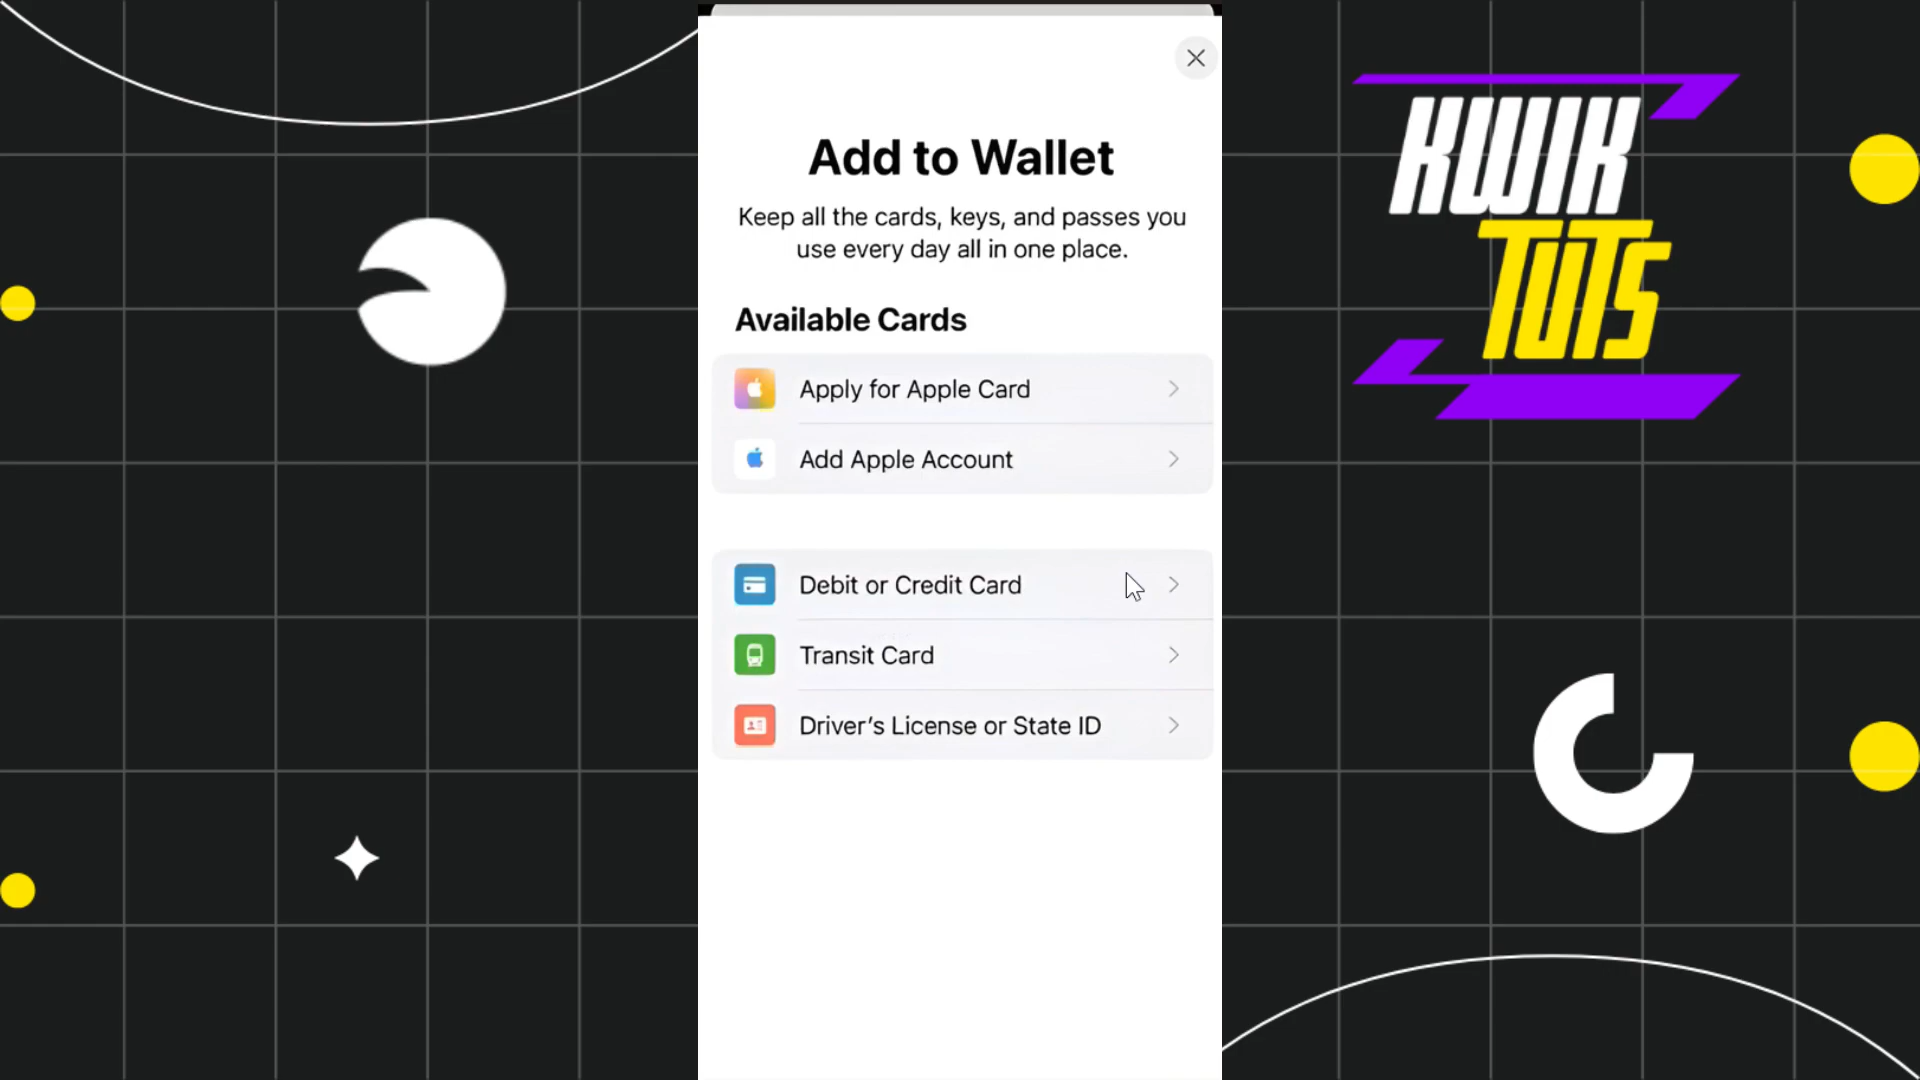 Add to Wallet
Keep all the cards, keys, and passes you
use every day all in one place.
Available Cards
Apply for Apple Card
Add Apple Account
Debit or Credit Card
Transit Card
Driver’s License or State ID
KWIK
TUTS